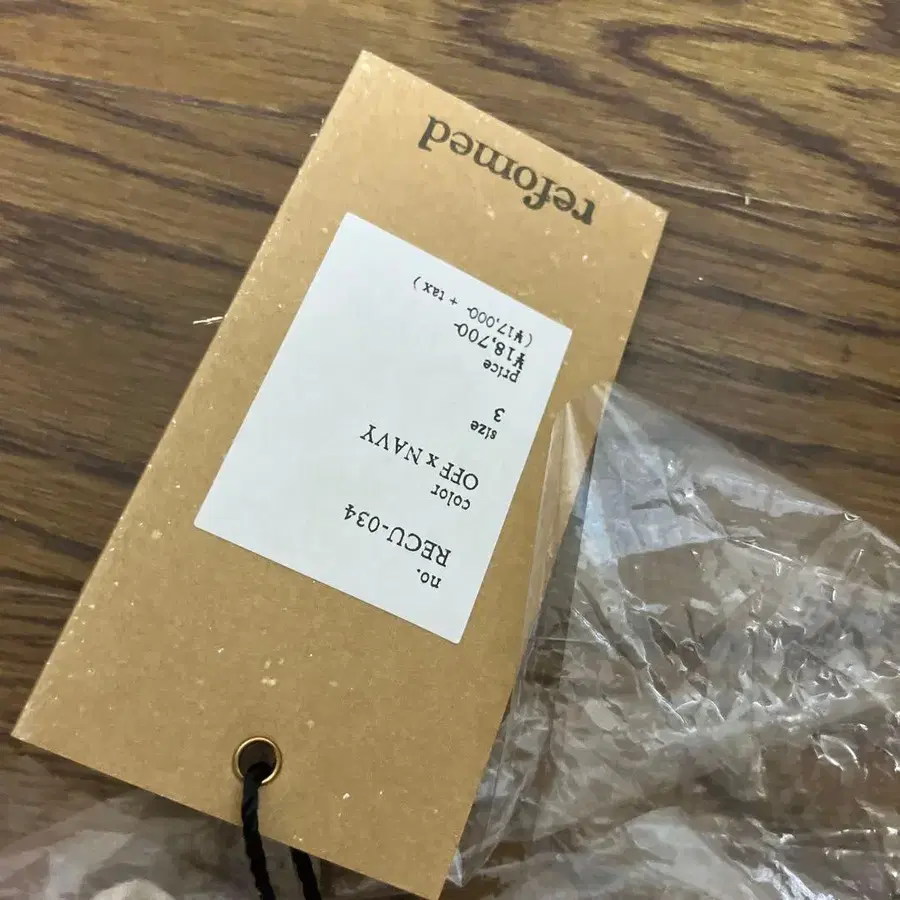 no.
RECU-034
color
OFF x NAVY
size
3
price
¥18,700-
(¥17,000- + tax)
refomed